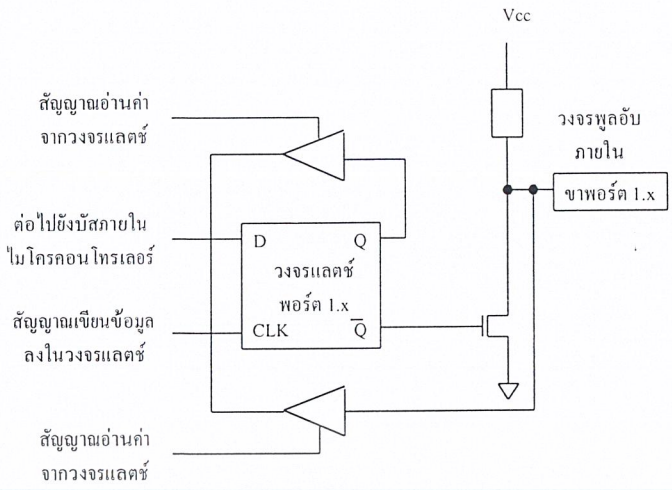 Vcc
สัญญาณอ่านค่า
จากวงจรแลตช์
วงจรพูลอับ
ภายใน
ขาพอร์ต 1.x
ต่อไปยังบัสภายใน
ไมโครคอนโทรเลอร์
D
Q
วงจรแลตช์
พอร์ต 1.x
สัญญาณเขียนข้อมูล
ลงในวงจรแลตช์
CLK
Q̅
สัญญาณอ่านค่า
จากวงจรแลตช์